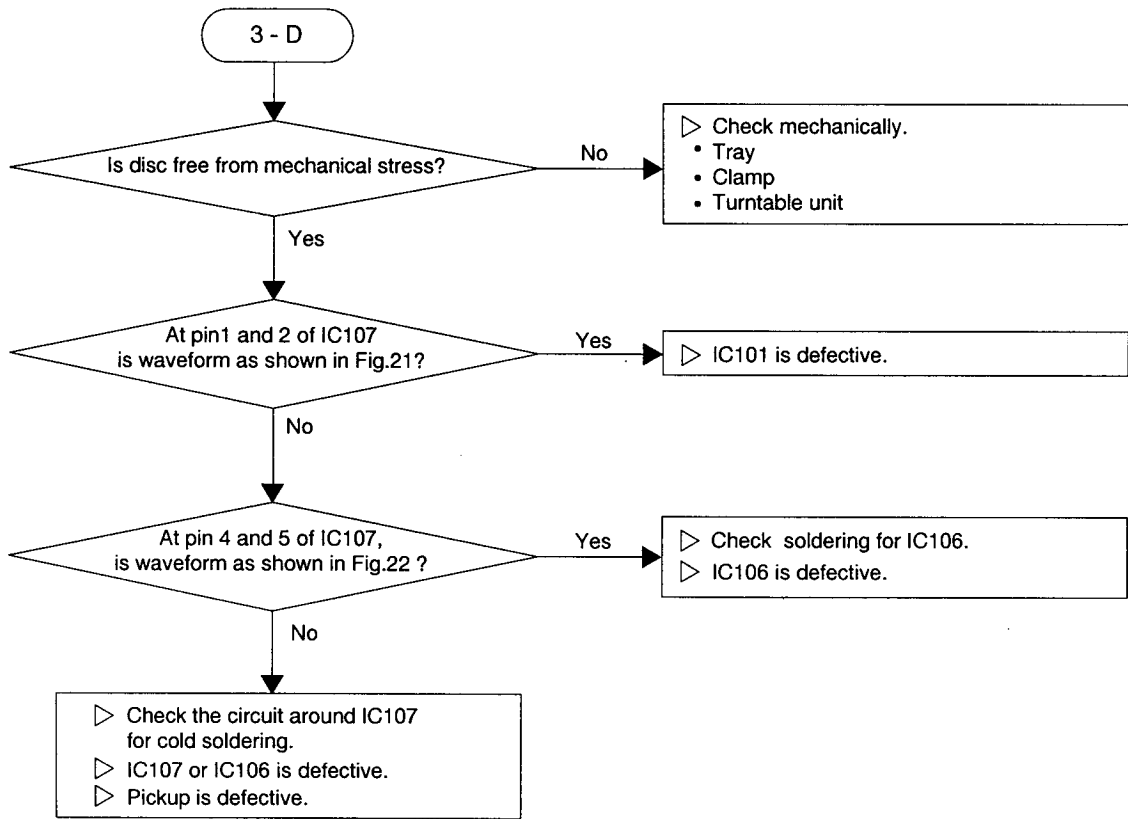 3 - D
Is disc free from mechanical stress?
No
▷ Check mechanically.
• Tray
• Clamp
• Turntable unit
Yes
At pin1 and 2 of IC107
is waveform as shown in Fig.21?
Yes
▷ IC101 is defective.
No
At pin 4 and 5 of IC107,
is waveform as shown in Fig.22 ?
Yes
▷ Check soldering for IC106.
▷ IC106 is defective.
No
▷ Check the circuit around IC107
for cold soldering.
▷ IC107 or IC106 is defective.
▷ Pickup is defective.